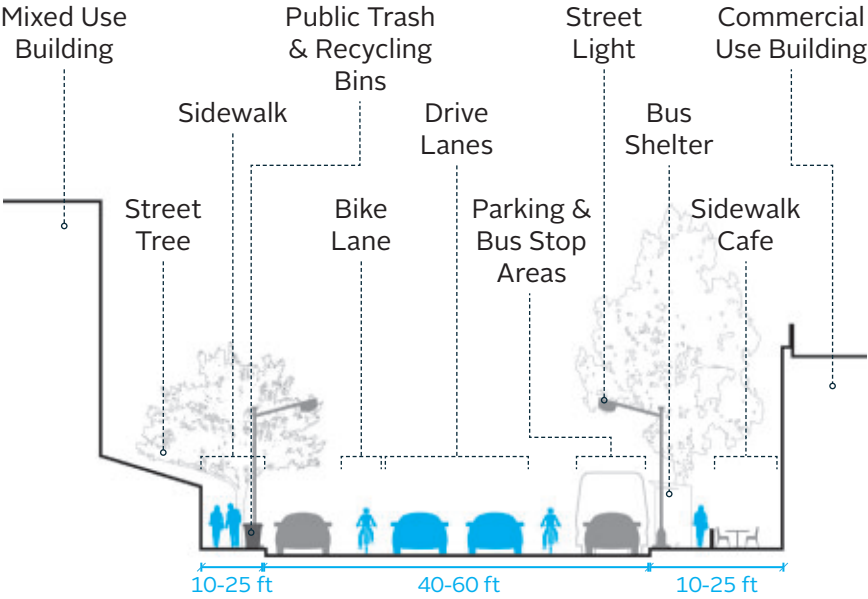 Mixed Use
Building
Public Trash
& Recycling
Bins
Street
Light
Commercial
Use Building
Sidewalk
Drive
Lanes
Bus
Shelter
Street
Tree
Bike
Lane
Parking &
Bus Stop
Areas
Sidewalk
Cafe
10-25 ft
40-60 ft
10-25 ft